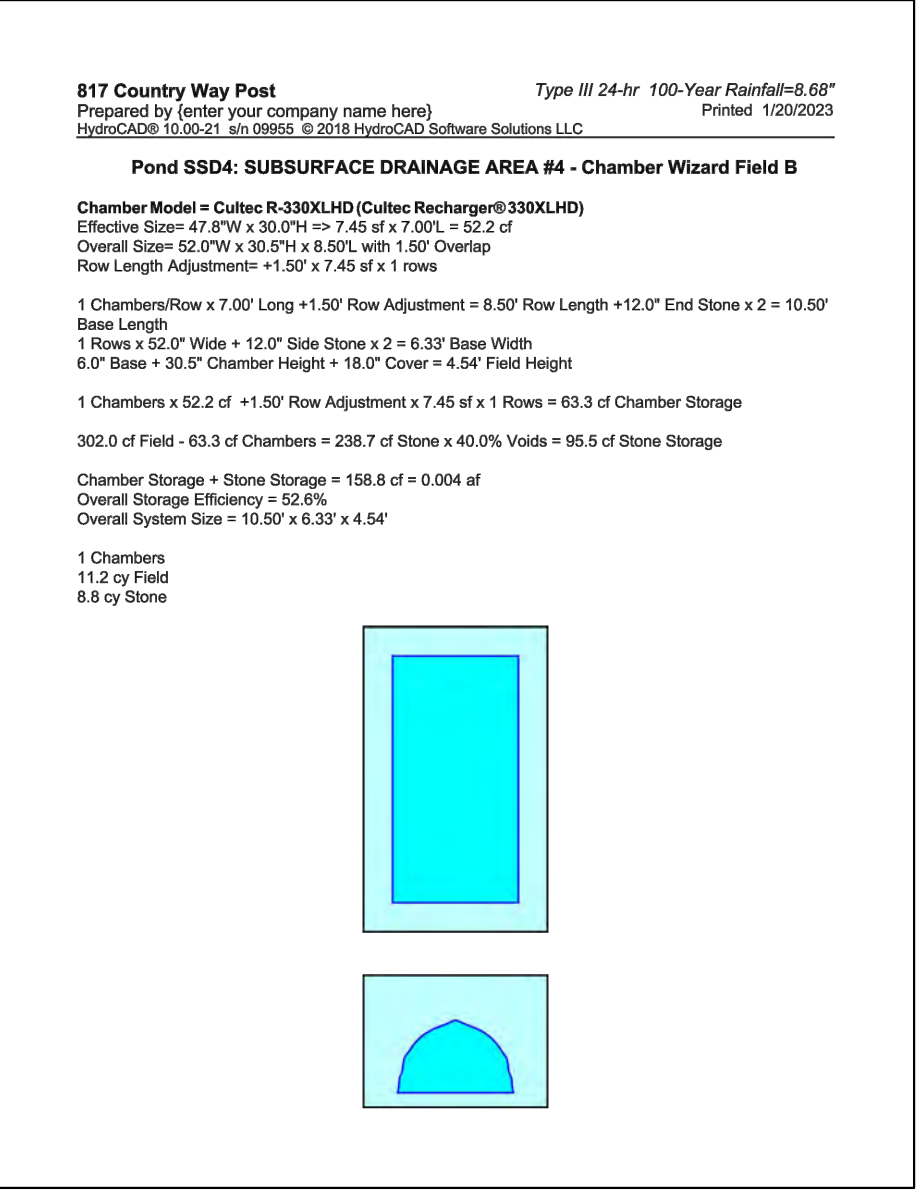 817 Country Way Post
Type III 24-hr 100-Year Rainfall=8.68"
Prepared by {enter your company name here}
Printed 1/20/2023
HydroCAD® 10.00-21 s/n 09955 © 2018 HydroCAD Software Solutions LLC
Pond SSD4: SUBSURFACE DRAINAGE AREA #4 - Chamber Wizard Field B
Chamber Model = Cultec R-330XLHD (Cultec Recharger® 330XLHD)
Effective Size= 47.8"W x 30.0"H => 7.45 sf x 7.00'L = 52.2 cf
Overall Size= 52.0"W x 30.5"H x 8.50'L with 1.50' Overlap
Row Length Adjustment= +1.50' x 7.45 sf x 1 rows
1 Chambers/Row x 7.00' Long +1.50' Row Adjustment = 8.50' Row Length +12.0" End Stone x 2 = 10.50'
Base Length
1 Rows x 52.0" Wide + 12.0" Side Stone x 2 = 6.33' Base Width
6.0" Base + 30.5" Chamber Height + 18.0" Cover = 4.54' Field Height
1 Chambers x 52.2 cf +1.50' Row Adjustment x 7.45 sf x 1 Rows = 63.3 cf Chamber Storage
302.0 cf Field - 63.3 cf Chambers = 238.7 cf Stone x 40.0% Voids = 95.5 cf Stone Storage
Chamber Storage + Stone Storage = 158.8 cf = 0.004 af
Overall Storage Efficiency = 52.6%
Overall System Size = 10.50' x 6.33' x 4.54'
1 Chambers
11.2 cy Field
8.8 cy Stone